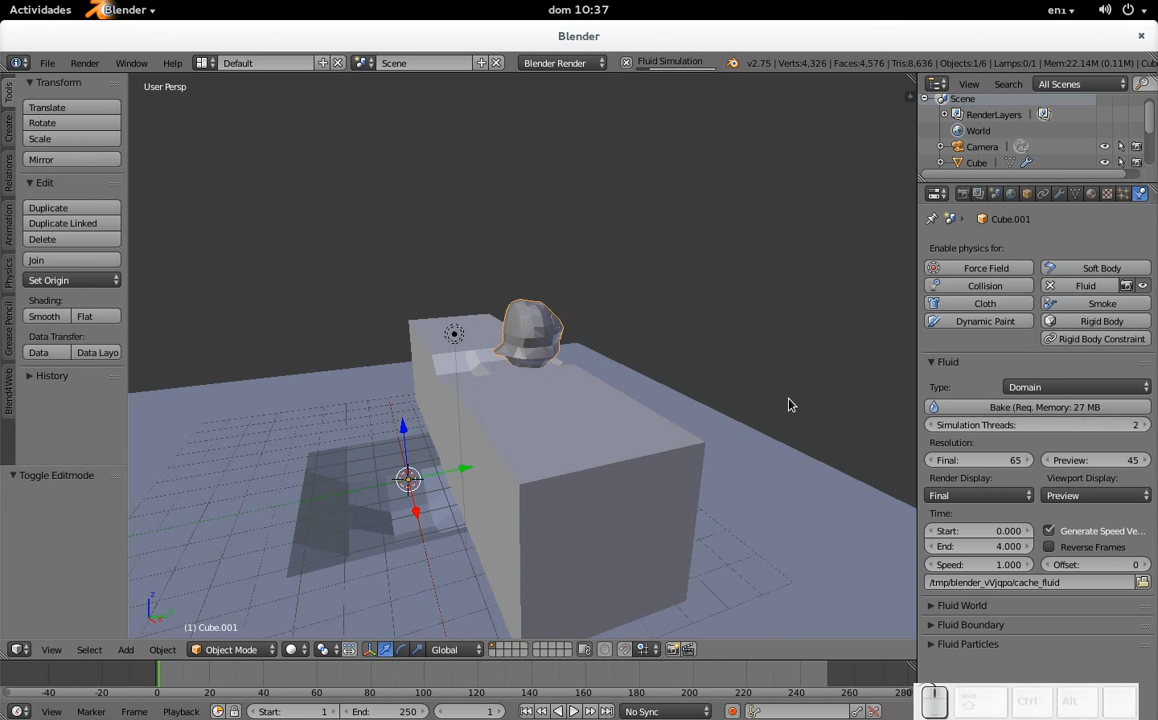 Actividades Blender dom 10:37 en1
Blender
File Render Window Help Default Scene Blender Render Fluid Simulation v2.75 | Verts:4,326 | Faces:4,576 | Tris:8,636 | Objects:1/6 | Lamps:0/1 | Mem:22.14M (0.11M) | Cub
Tools
Create
Relations
Animation
Physics
Grease Pencil
Blend4Web
Transform
Translate
Rotate
Scale
Mirror
Edit
Duplicate
Duplicate Linked
Delete
Join
Set Origin
Shading:
Smooth Flat
Data Transfer:
Data Data Layo
History
Toggle Editmode
User Persp
z
(1) Cube.001
View Select Add Object Object Mode Global
-40 -20 0 20 40 60 80 100 120 140 160 180 200 220 240 260 280
View Marker Frame Playback Start: 1 End: 250 1 No Sync
View Search All Scenes
Scene
RenderLayers
World
Camera
Cube
Cube.001
Enable physics for:
Force Field Soft Body
Collision Fluid
Cloth Smoke
Dynamic Paint Rigid Body
Rigid Body Constraint
Fluid
Type: Domain
Bake (Req. Memory: 27 MB
Simulation Threads: 2
Resolution:
Final: 65 Preview: 45
Render Display: Viewport Display:
Final Preview
Time:
Start: 0.000 Generate Speed Ve...
End: 4.000 Reverse Frames
Speed: 1.000 Offset: 0
/tmp/blender_vVjqpo/cache_fluid
Fluid World
Fluid Boundary
Fluid Particles
Ctrl Alt